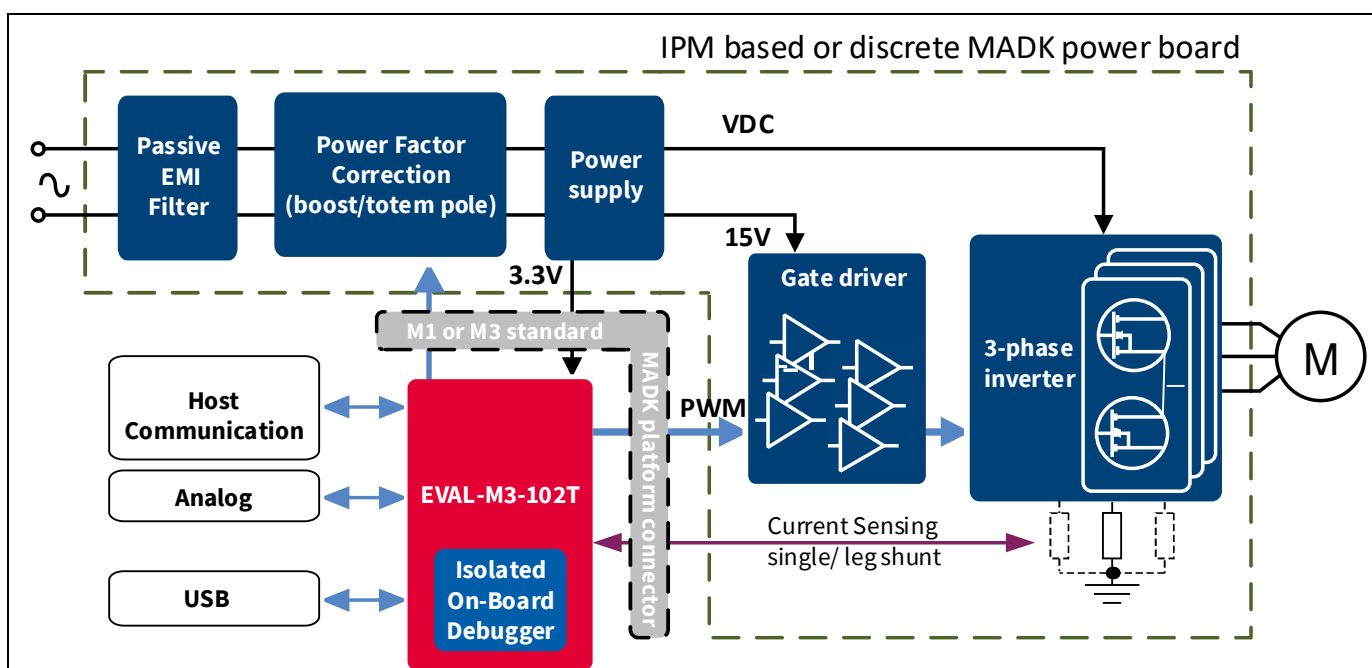 IPM based or discrete MADK power board
VDC
Passive
EMI
Filter
Power Factor
Correction
(boost/totem pole)
Power
supply
15V
3.3V
Gate driver
M1 or M3 standard
MADK platform connector
3-phase
inverter
M
Host
Communication
PWM
Analog
EVAL-M3-102T
Current Sensing
single/ leg shunt
USB
Isolated
On-Board
Debugger